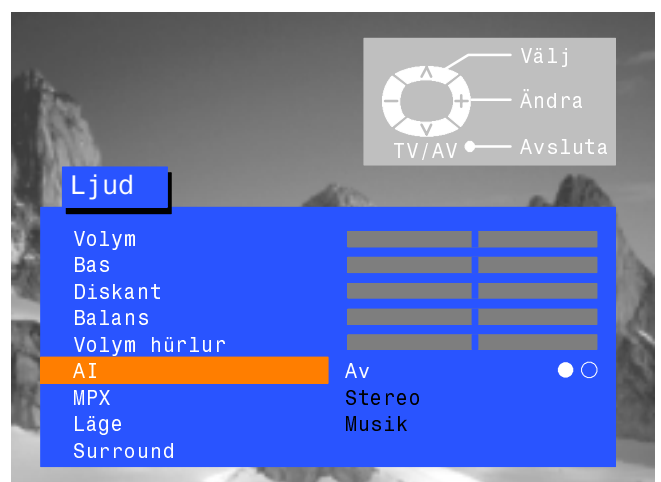 Välj
Ändra
TV/AV Avsluta
Ljud
Volym
Bas
Diskant
Balans
Volym hürlur
AI Av
MPX Stereo
Läge Musik
Surround